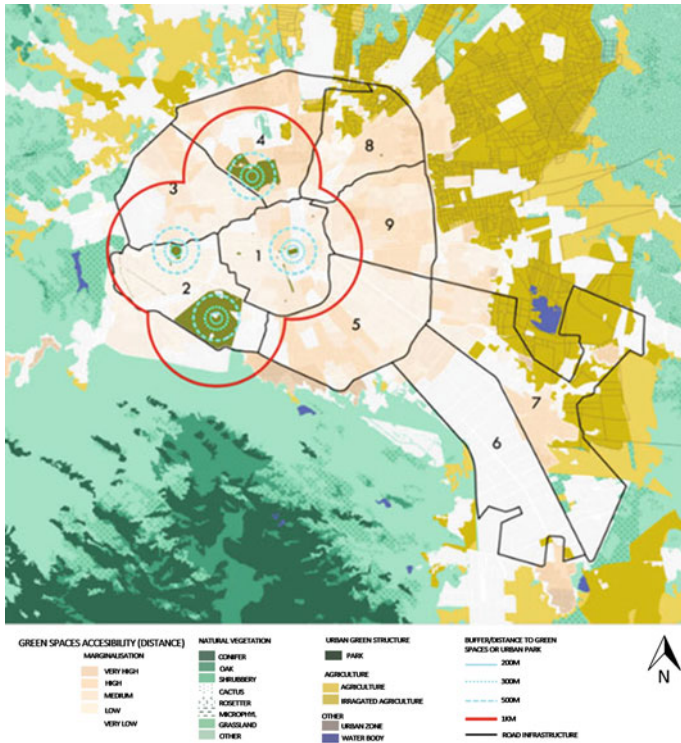 4
8
3
9
1
2
5
7
6
GREEN SPACES ACCESIBILITY (DISTANCE)
MARGINALISATION
VERY HIGH
HIGH
MEDIUM
LOW
VERY LOW
NATURAL VEGETATION
CONIFER
OAK
SHRUBBERY
CACTUS
ROSETTER
MICROPHYL
GRASSLAND
OTHER
URBAN GREEN STRUCTURE
PARK
AGRICULTURE
AGRICULTURE
IRRAGATED AGRICULTURE
OTHER
URBAN ZONE
WATER BODY
BUFFER/DISTANCE TO GREEN
SPACES OR URBAN PARK
200M
300M
500M
1KM
ROAD INFRASTRUCTURE
N